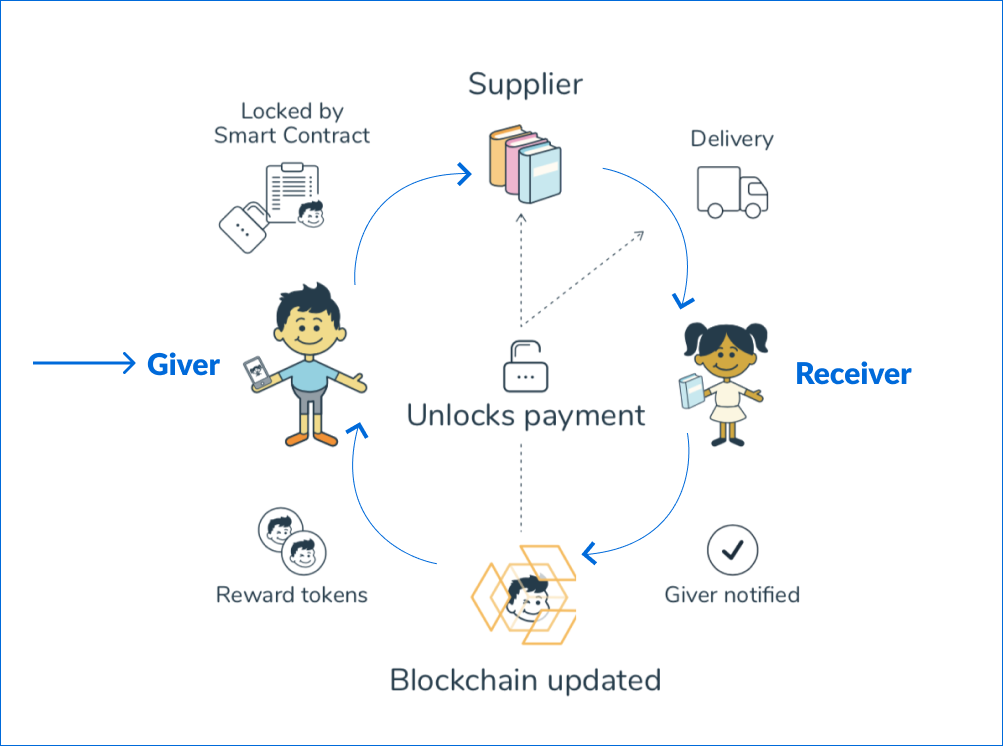 Supplier
Locked by
Smart Contract
Delivery
Giver
Receiver
Unlocks payment
Reward tokens
Giver notified
Blockchain updated